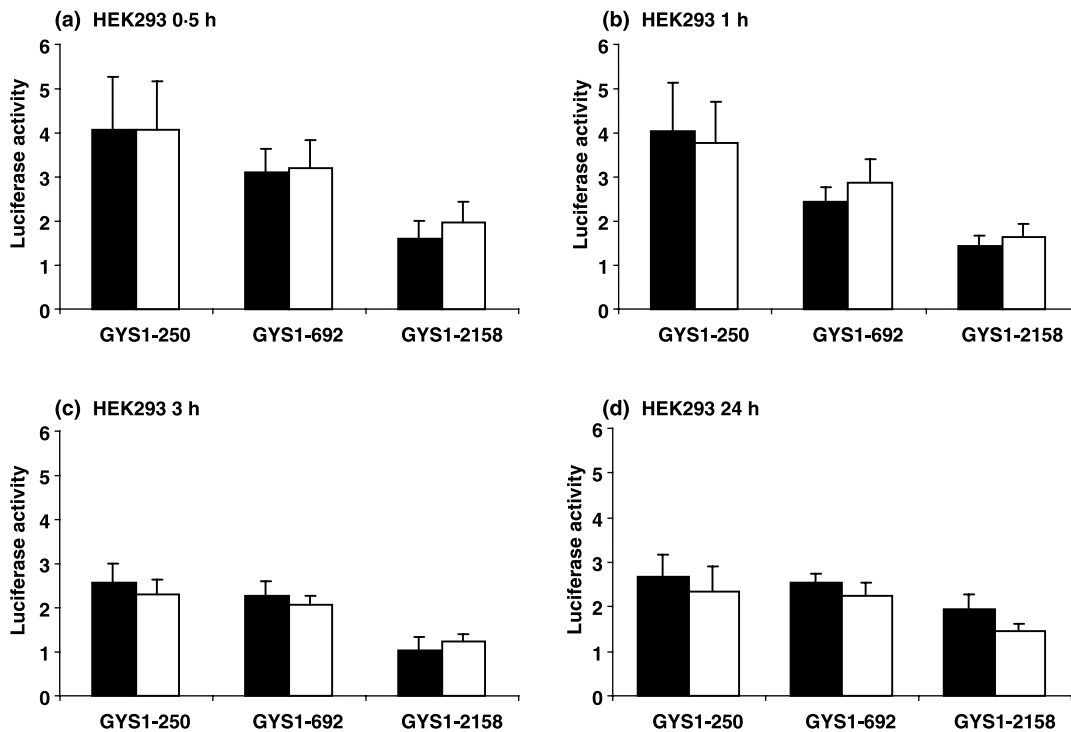 (a) HEK293 0·5 h
Luciferase activity
6
5
4
3
2
1
0
GYS1-250 GYS1-692 GYS1-2158
(b) HEK293 1 h
Luciferase activity
6
5
4
3
2
1
0
GYS1-250 GYS1-692 GYS1-2158
(c) HEK293 3 h
Luciferase activity
6
5
4
3
2
1
0
GYS1-250 GYS1-692 GYS1-2158
(d) HEK293 24 h
Luciferase activity
6
5
4
3
2
1
0
GYS1-250 GYS1-692 GYS1-2158